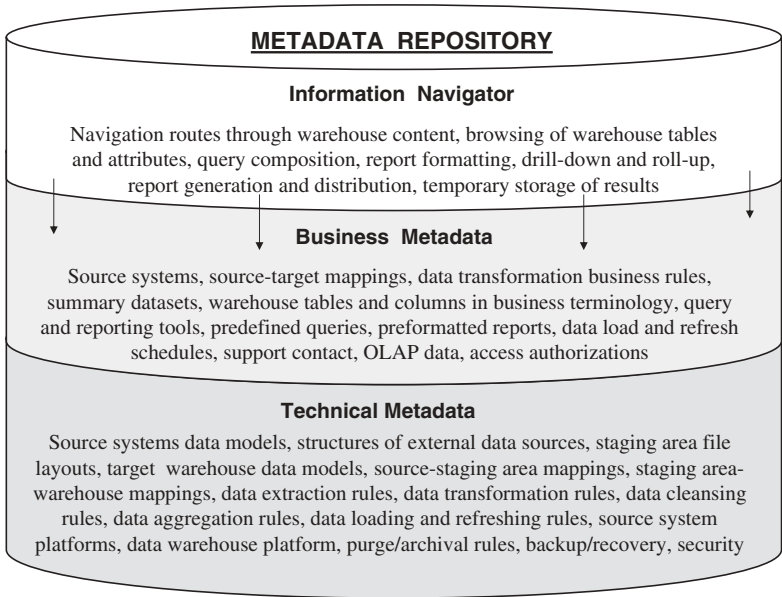 METADATA REPOSITORY
Information Navigator
Navigation routes through warehouse content, browsing of warehouse tables
and attributes, query composition, report formatting, drill-down and roll-up,
report generation and distribution, temporary storage of results
Business Metadata
Source systems, source-target mappings, data transformation business rules,
summary datasets, warehouse tables and columns in business terminology, query
and reporting tools, predefined queries, preformatted reports, data load and refresh
schedules, support contact, OLAP data, access authorizations
Technical Metadata
Source systems data models, structures of external data sources, staging area file
layouts, target warehouse data models, source-staging area mappings, staging area-
warehouse mappings, data extraction rules, data transformation rules, data cleansing
rules, data aggregation rules, data loading and refreshing rules, source system
platforms, data warehouse platform, purge/archival rules, backup/recovery, security